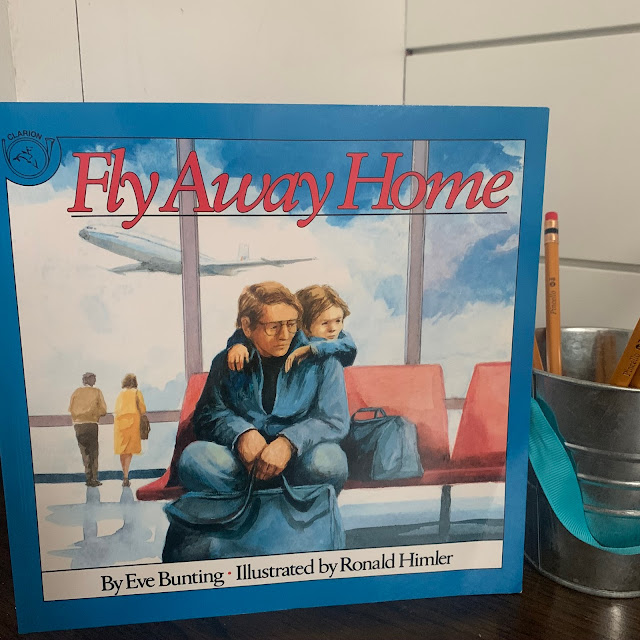 CLARION
Fly Away Home
By Eve Bunting · Illustrated by Ronald Himler